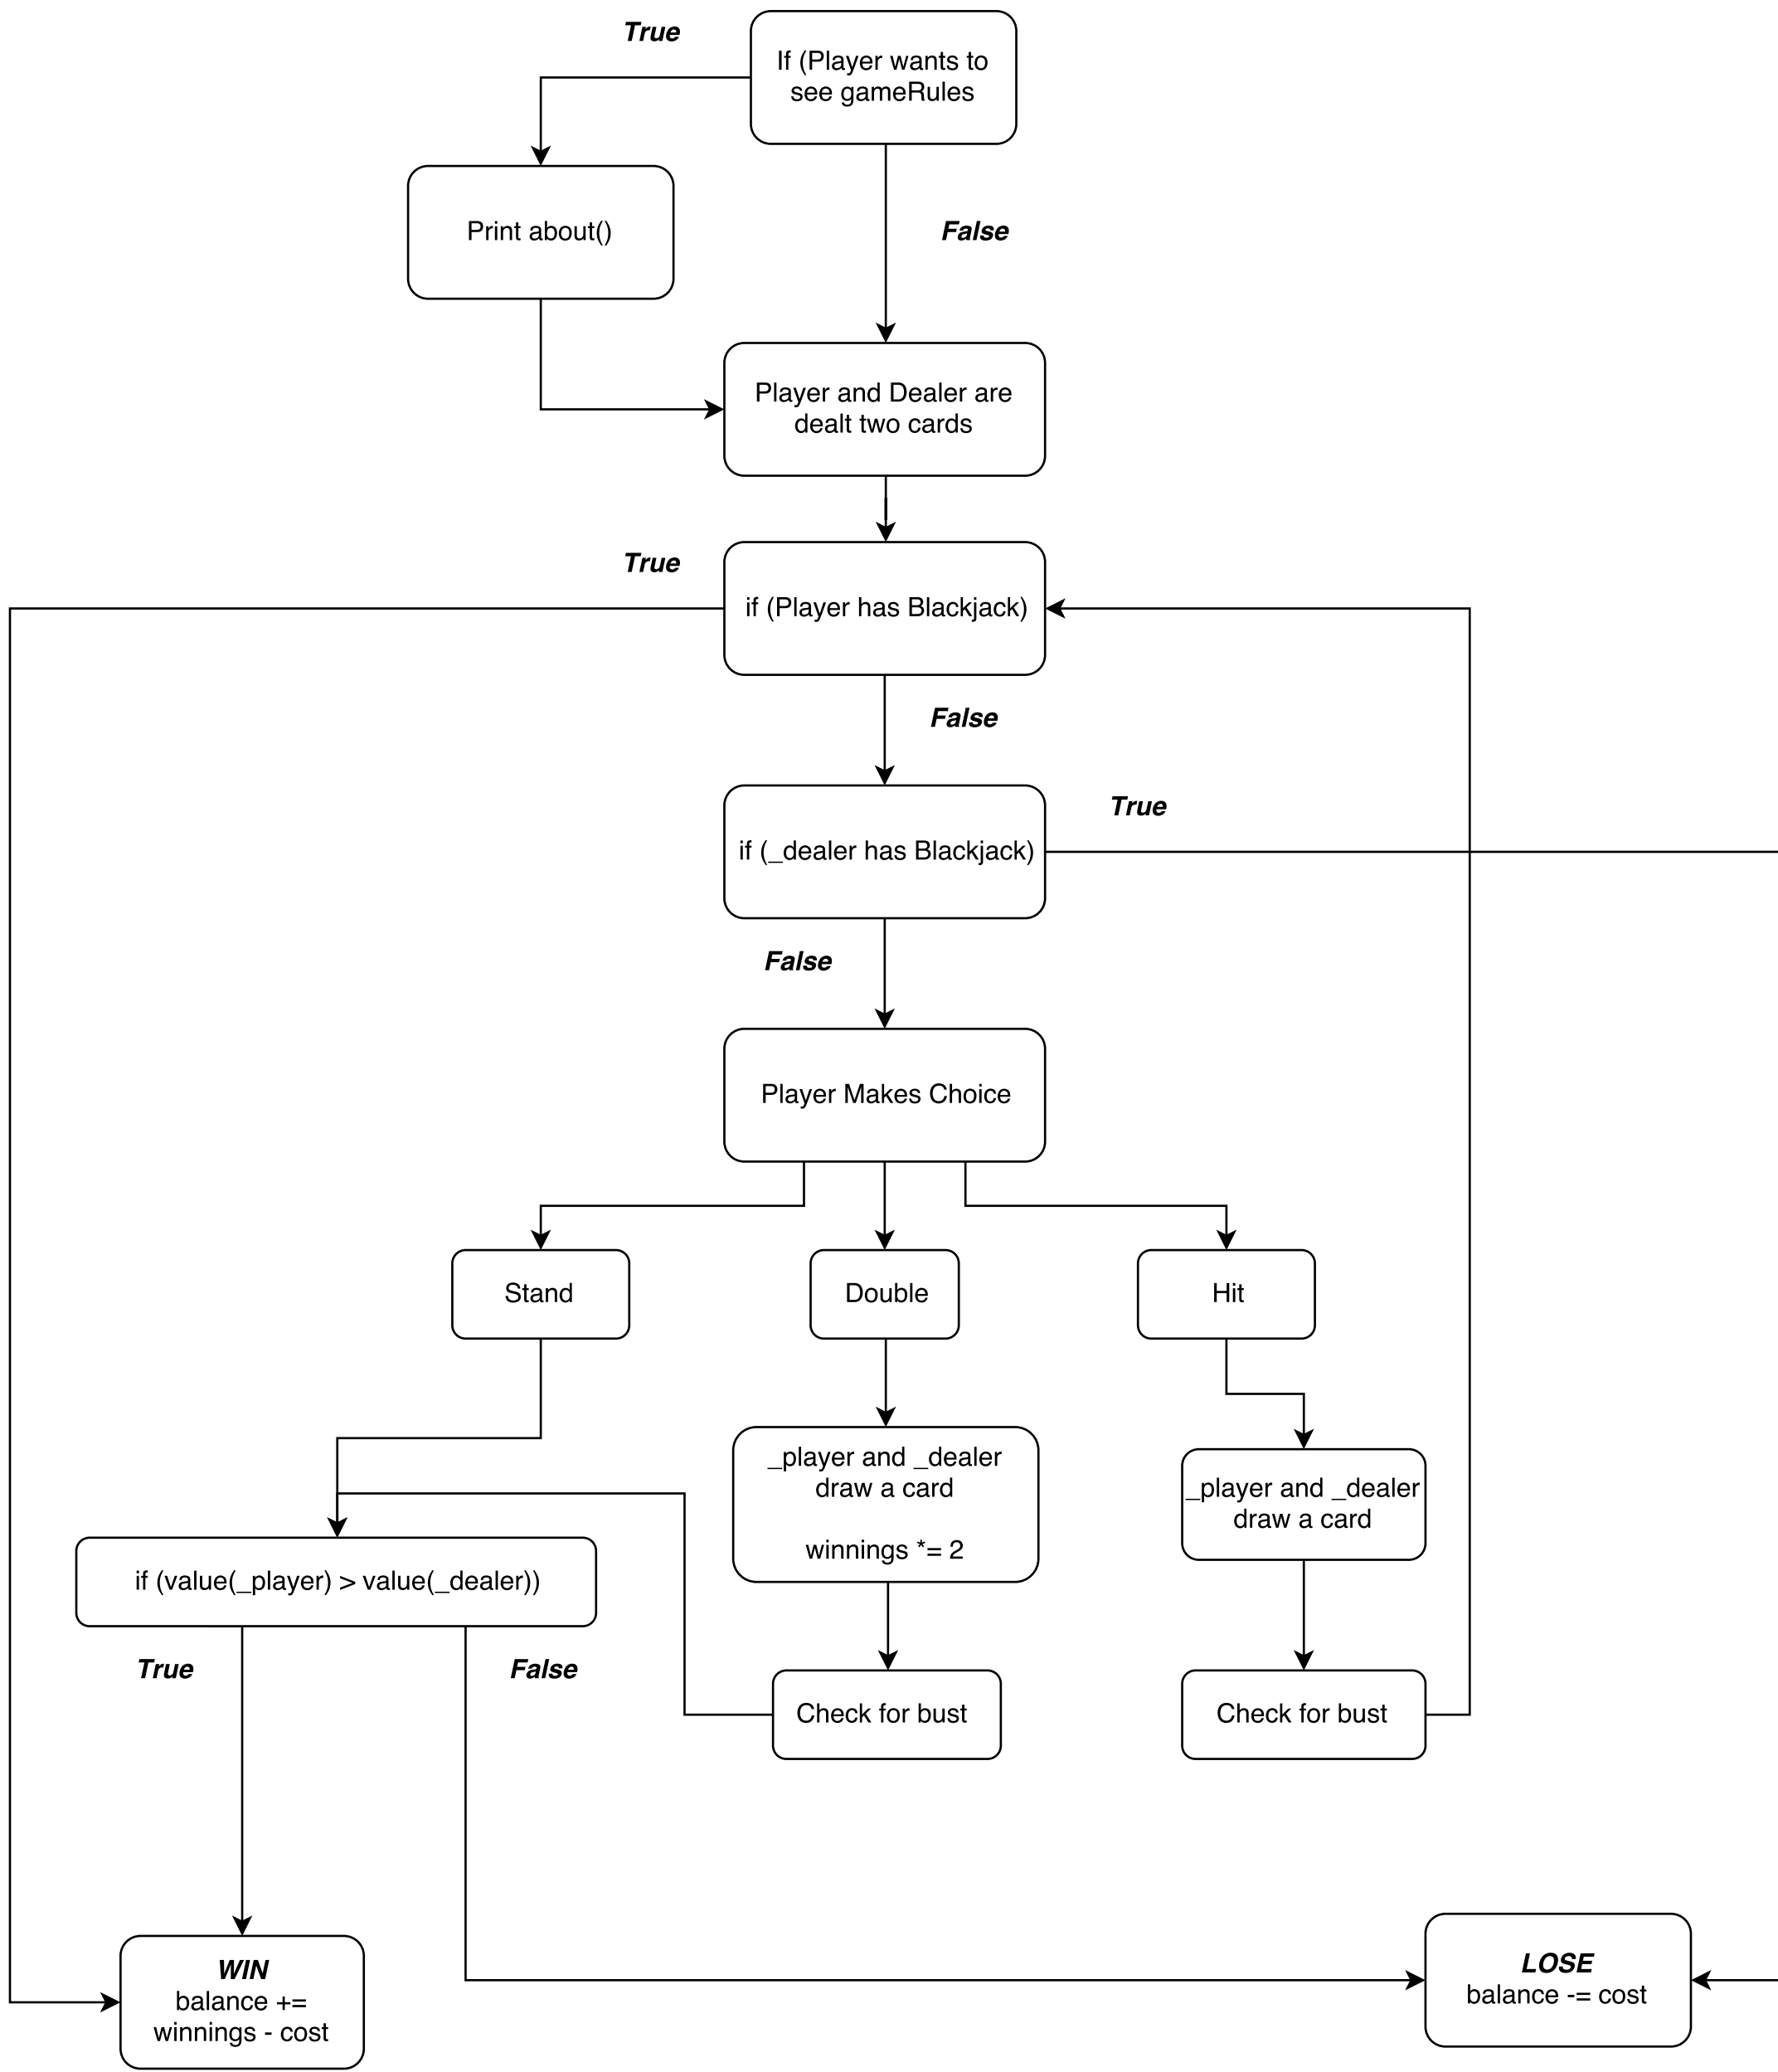 True
If (Player wants to
see gameRules
Print about()
False
Player and Dealer are
dealt two cards
True
if (Player has Blackjack)
False
True
if (_dealer has Blackjack)
False
Player Makes Choice
Stand
Double
Hit
_player and _dealer
draw a card
winnings *= 2
_player and _dealer
draw a card
if (value(_player) > value(_dealer))
True
False
Check for bust
Check for bust
WIN
balance +=
winnings - cost
LOSE
balance -= cost